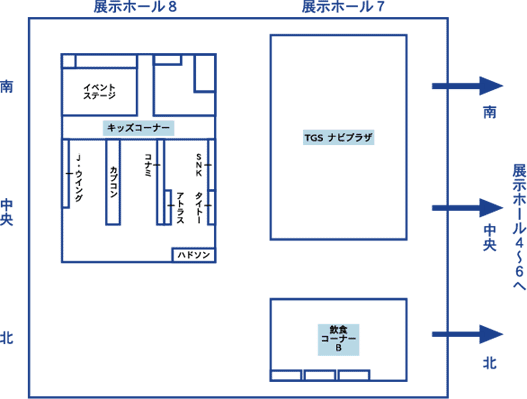 展示ホール８
展示ホール７
南
イベント
ステージ
キッズコーナー
TGS ナビプラザ
南
J・ウイング
カプコン
コナミ
アトラス
SNK
タイトー
中央
中央
展示ホール４〜６へ
ハドソン
北
飲食
コーナー
B
北